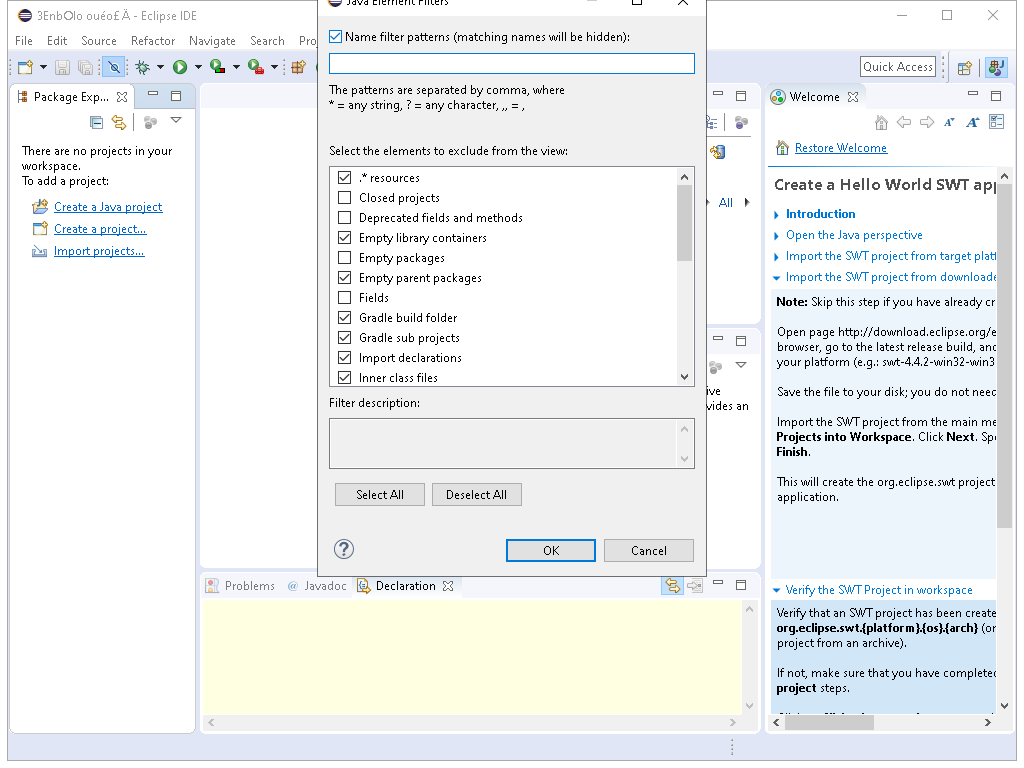 3EnbOlo ouéo£Ä - Eclipse IDE
File Edit Source Refactor Navigate Search
Quick Access
Java Element Filters
Name filter patterns (matching names will be hidden):
The patterns are separated by comma, where
* = any string, ? = any character, ,, = ,
Select the elements to exclude from the view:
.* resources
Closed projects
Deprecated fields and methods
Empty library containers
Empty packages
Empty parent packages
Fields
Gradle build folder
Gradle sub projects
Import declarations
Inner class files
Filter description:
Select All Deselect All
OK Cancel
Package Exp...
There are no projects in your
workspace.
To add a project:
Create a Java project
Create a project...
Import projects...
All
vides an
Problems @ Javadoc Declaration
Welcome
Restore Welcome
Create a Hello World SWT app
Introduction
Open the Java perspective
Import the SWT project from target platf
Import the SWT project from downloade
Note: Skip this step if you have already cr
Open page http://download.eclipse.org/e
browser, go to the latest release build, and
your platform (e.g.: swt-4.4.2-win32-win3
Save the file to your disk; you do not need
Import the SWT project from the main me
Projects into Workspace. Click Next. Spe
Finish.
This will create the org.eclipse.swt project
application.
Verify the SWT Project in workspace
Verify that an SWT project has been create
org.eclipse.swt.{platform}.{os}.{arch} (or
project from an archive).
If not, make sure that you have completed
project steps.